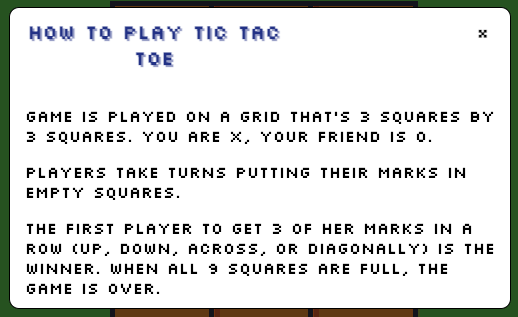 HOW TO PLAY TIC TAC
TOE
X
GAME IS PLAYED ON A GRID THAT'S 3 SQUARES BY
3 SQUARES. YOU ARE X, YOUR FRIEND IS O.
PLAYERS TAKE TURNS PUTTING THEIR MARKS IN
EMPTY SQUARES.
THE FIRST PLAYER TO GET 3 OF HER MARKS IN A
ROW (UP, DOWN, ACROSS, OR DIAGONALLY) IS THE
WINNER. WHEN ALL 9 SQUARES ARE FULL, THE
GAME IS OVER.